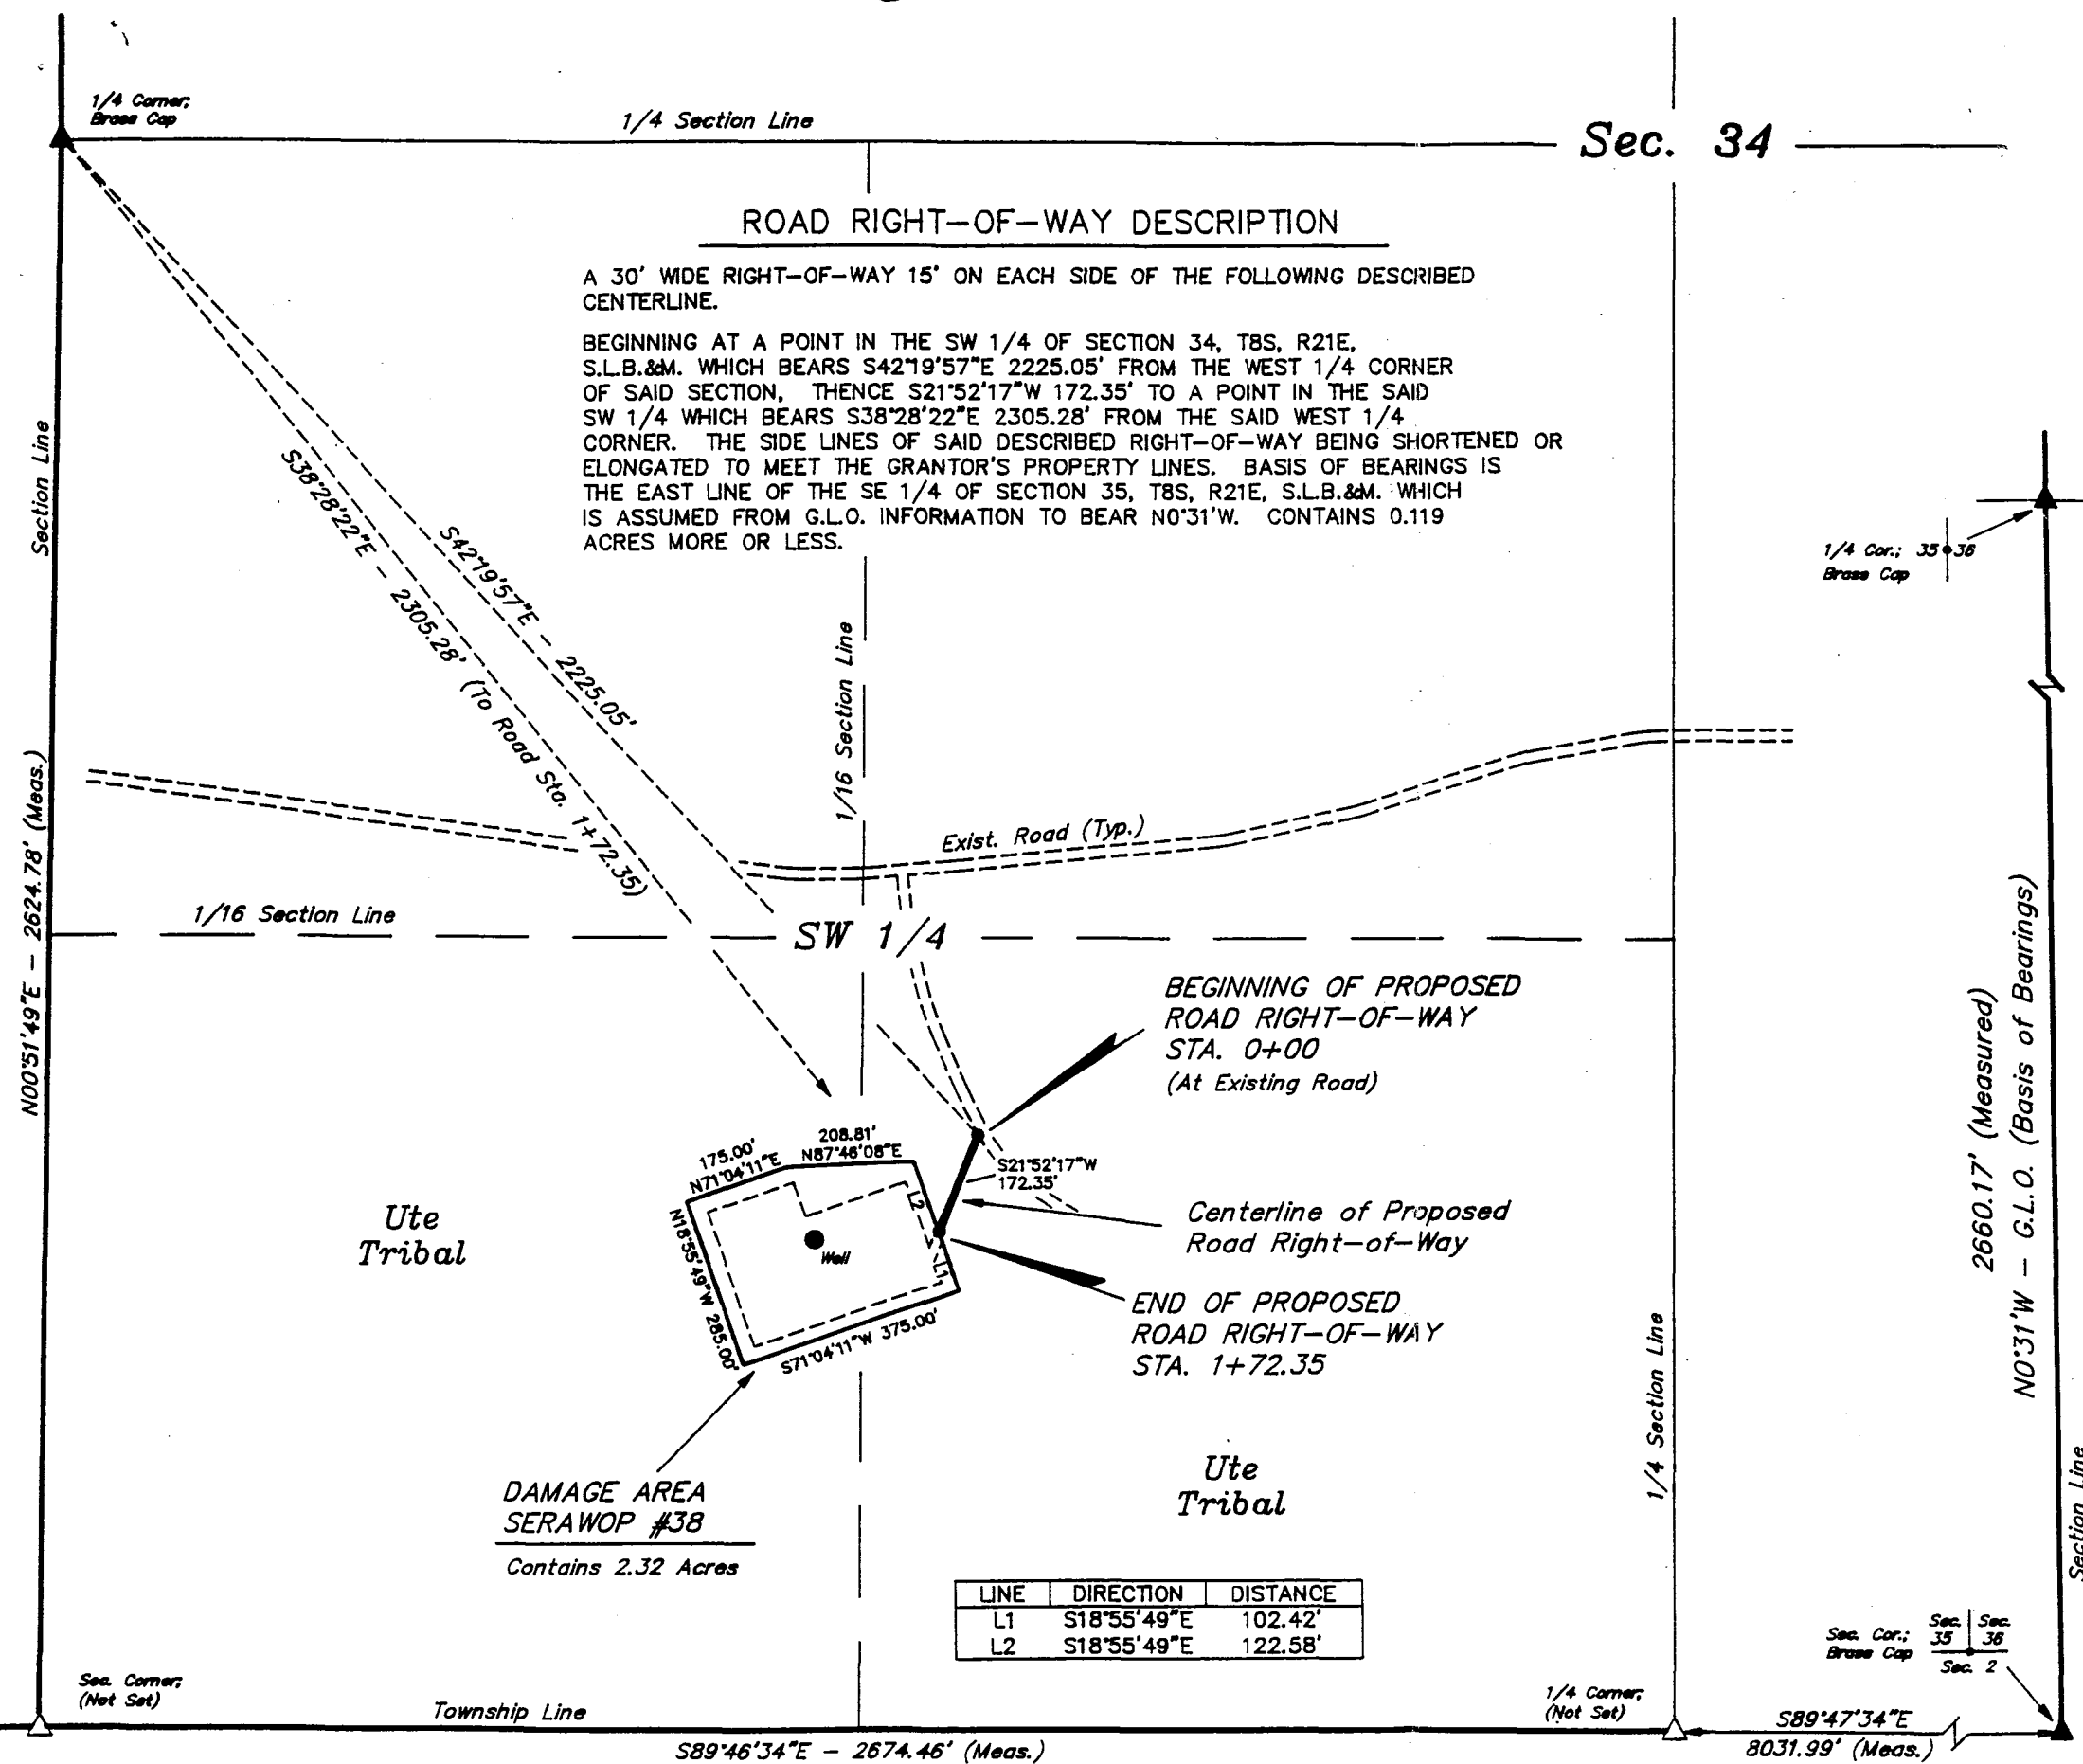 1/4 Corner;
Brass Cap
1/4 Section Line
Sec. 34
ROAD RIGHT-OF-WAY DESCRIPTION
A 30' WIDE RIGHT-OF-WAY 15' ON EACH SIDE OF THE FOLLOWING DESCRIBED
CENTERLINE.
BEGINNING AT A POINT IN THE SW 1/4 OF SECTION 34, T8S, R21E,
S.L.B.&M. WHICH BEARS S42°19'57"E 2225.05' FROM THE WEST 1/4 CORNER
OF SAID SECTION, THENCE S21°52'17"W 172.35' TO A POINT IN THE SAID
SW 1/4 WHICH BEARS S38°28'22"E 2305.28' FROM THE SAID WEST 1/4
CORNER. THE SIDE LINES OF SAID DESCRIBED RIGHT-OF-WAY BEING SHORTENED OR
ELONGATED TO MEET THE GRANTOR'S PROPERTY LINES. BASIS OF BEARINGS IS
THE EAST LINE OF THE SE 1/4 OF SECTION 35, T8S, R21E, S.L.B.&M. WHICH
IS ASSUMED FROM G.L.O. INFORMATION TO BEAR N0°31'W. CONTAINS 0.119
ACRES MORE OR LESS.
Section Line
N00°51'49"E - 2624.78' (Meas.)
S38°28'22"E - 2305.28' (To Road Sta. 1+72.35)
S42°19'57"E - 2225.05'
1/16 Section Line
1/4 Cor.; 35 36
Brass Cap
Exist. Road (Typ.)
1/16 Section Line
SW 1/4
BEGINNING OF PROPOSED
ROAD RIGHT-OF-WAY
STA. 0+00
(At Existing Road)
2660.17' (Measured)
N0°31'W - G.L.O. (Basis of Bearings)
175.00'
N71°04'11"E
208.81'
N87°46'08"E
S21°52'17"W
172.35'
L2
L1
Well
N18°55'49"W 285.00'
S71°04'11"W 375.00'
Ute
Tribal
Centerline of Proposed
Road Right-of-Way
END OF PROPOSED
ROAD RIGHT-OF-WAY
STA. 1+72.35
1/4 Section Line
Section Line
DAMAGE AREA
SERAWOP #38
Contains 2.32 Acres
Ute
Tribal
LINE DIRECTION DISTANCE
L1 S18°55'49"E 102.42'
L2 S18°55'49"E 122.58'
Sec. Corner;
(Not Set)
Township Line
S89°46'34"E - 2674.46' (Meas.)
1/4 Corner;
(Not Set)
Sec. Cor.;
Brass Cap
Sec. 35
Sec. 36
Sec. 2
S89°47'34"E
8031.99' (Meas.)